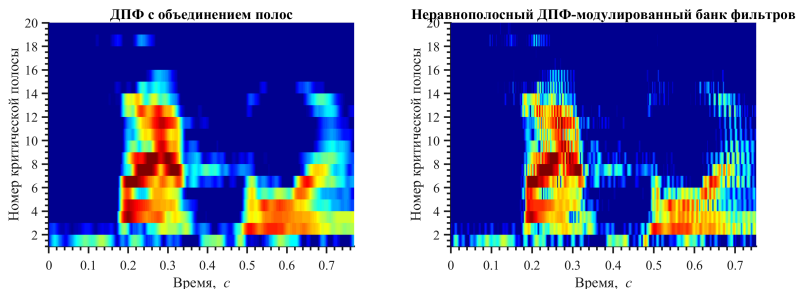 ДПФ с объединением полос
Номер критической полосы
20
18
16
14
12
10
8
6
4
2
0 0.1 0.2 0.3 0.4 0.5 0.6 0.7
Время, с
Неравнополосный ДПФ-модулированный банк фильтров
Номер критической полосы
20
18
16
14
12
10
8
6
4
2
0 0.1 0.2 0.3 0.4 0.5 0.6 0.7
Время, с